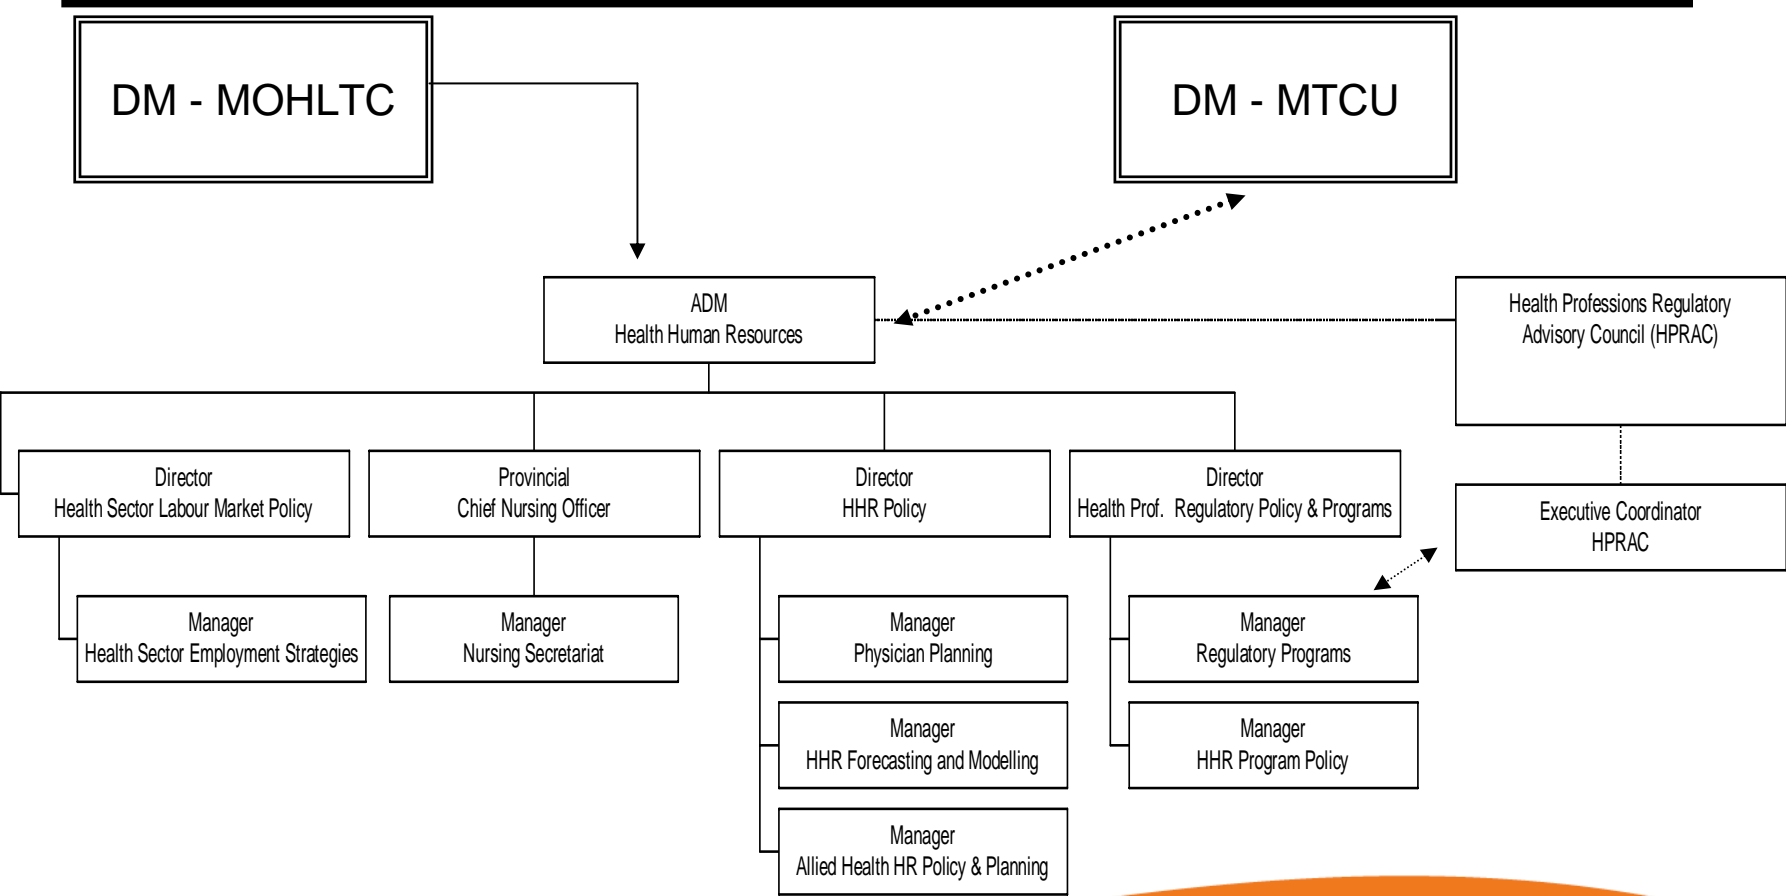 DM - MOHLTC
DM - MTCU
ADM
Health Human Resources
Health Professions Regulatory
Advisory Council (HPRAC)
Director
Health Sector Labour Market Policy
Provincial
Chief Nursing Officer
Director
HHR Policy
Director
Health Prof. Regulatory Policy & Programs
Executive Coordinator
HPRAC
Manager
Health Sector Employment Strategies
Manager
Nursing Secretariat
Manager
Physician Planning
Manager
Regulatory Programs
Manager
HHR Forecasting and Modelling
Manager
HHR Program Policy
Manager
Allied Health HR Policy & Planning